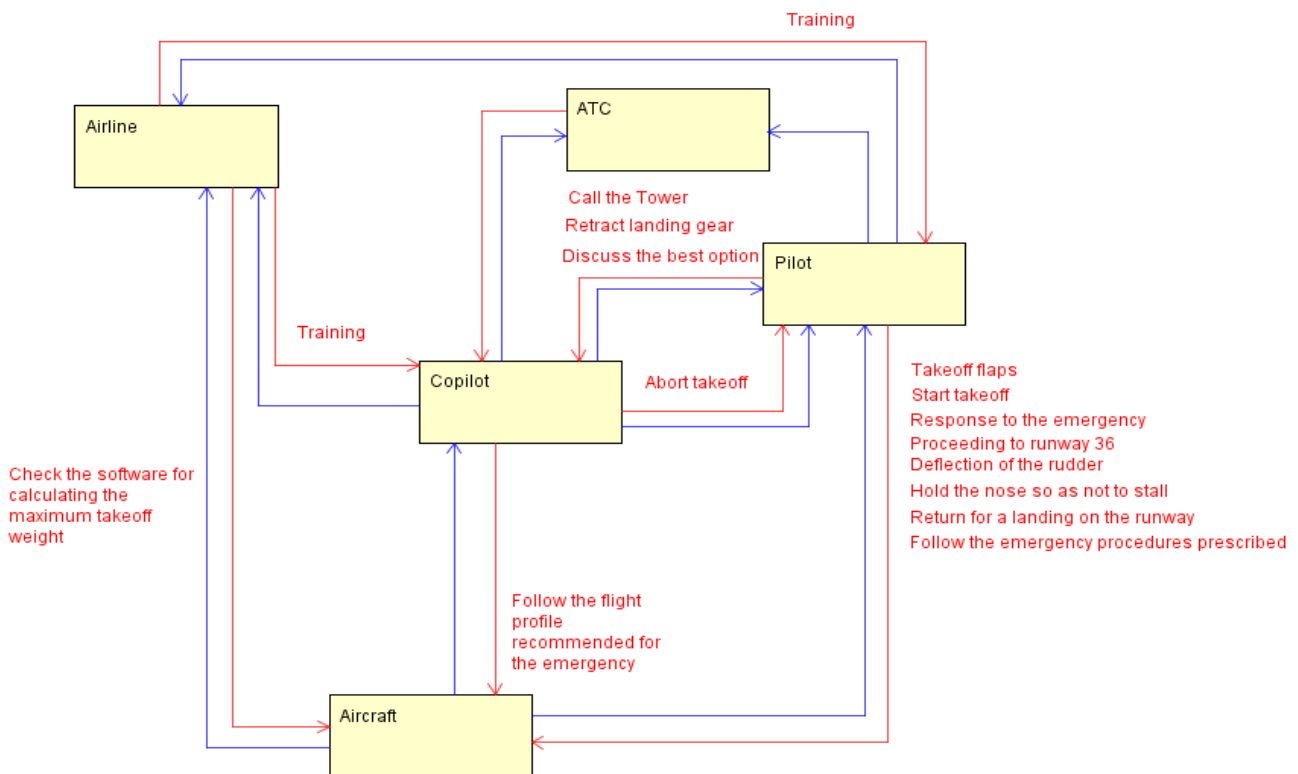 Training
Airline
ATC
Call the Tower
Retract landing gear
Discuss the best option
Pilot
Training
Copilot
Abort takeoff
Takeoff flaps
Start takeoff
Response to the emergency
Proceeding to runway 36
Deflection of the rudder
Hold the nose so as not to stall
Return for a landing on the runway
Follow the emergency procedures prescribed
Check the software for
calculating the
maximum takeoff
weight
Follow the flight
profile
recommended for
the emergency
Aircraft